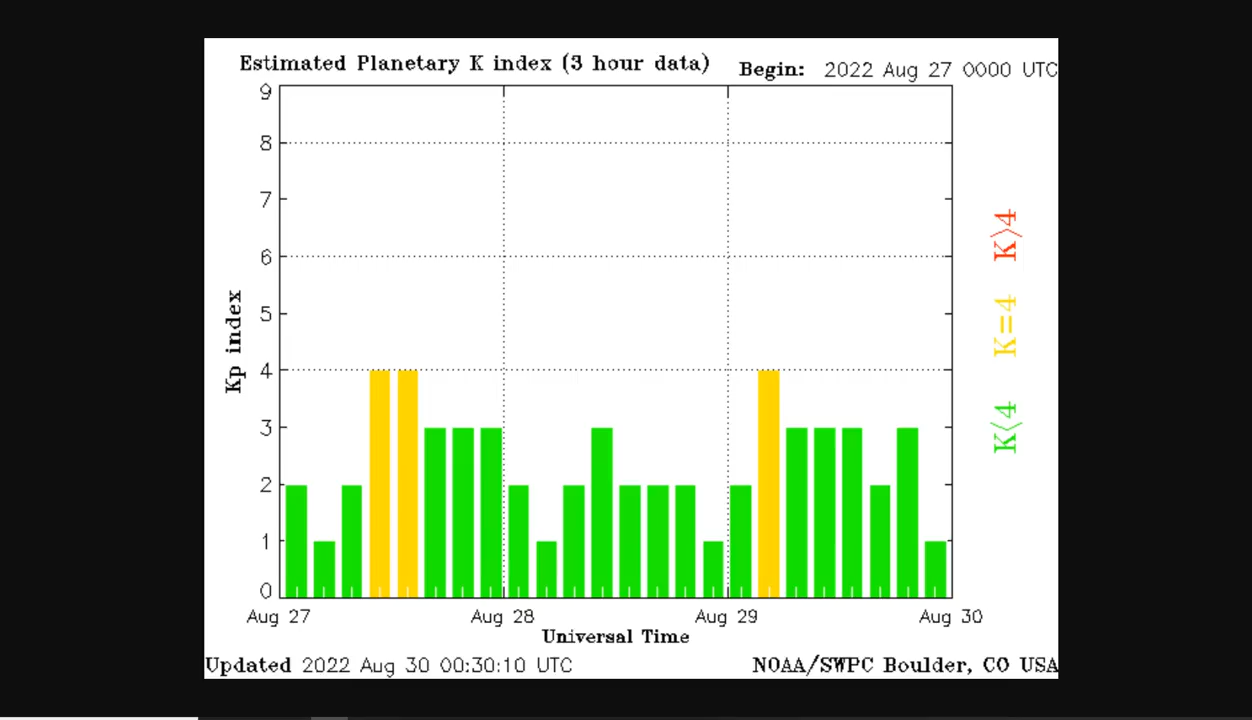 Estimated Planetary K index (3 hour data)
Begin: 2022 Aug 27 0000 UTC
9
8
7
6
5
4
3
2
1
0
Kp index
K>4
K=4
K<4
Aug 27
Aug 28
Aug 29
Aug 30
Universal Time
Updated 2022 Aug 30 00:30:10 UTC
NOAA/SWPC Boulder, CO USA